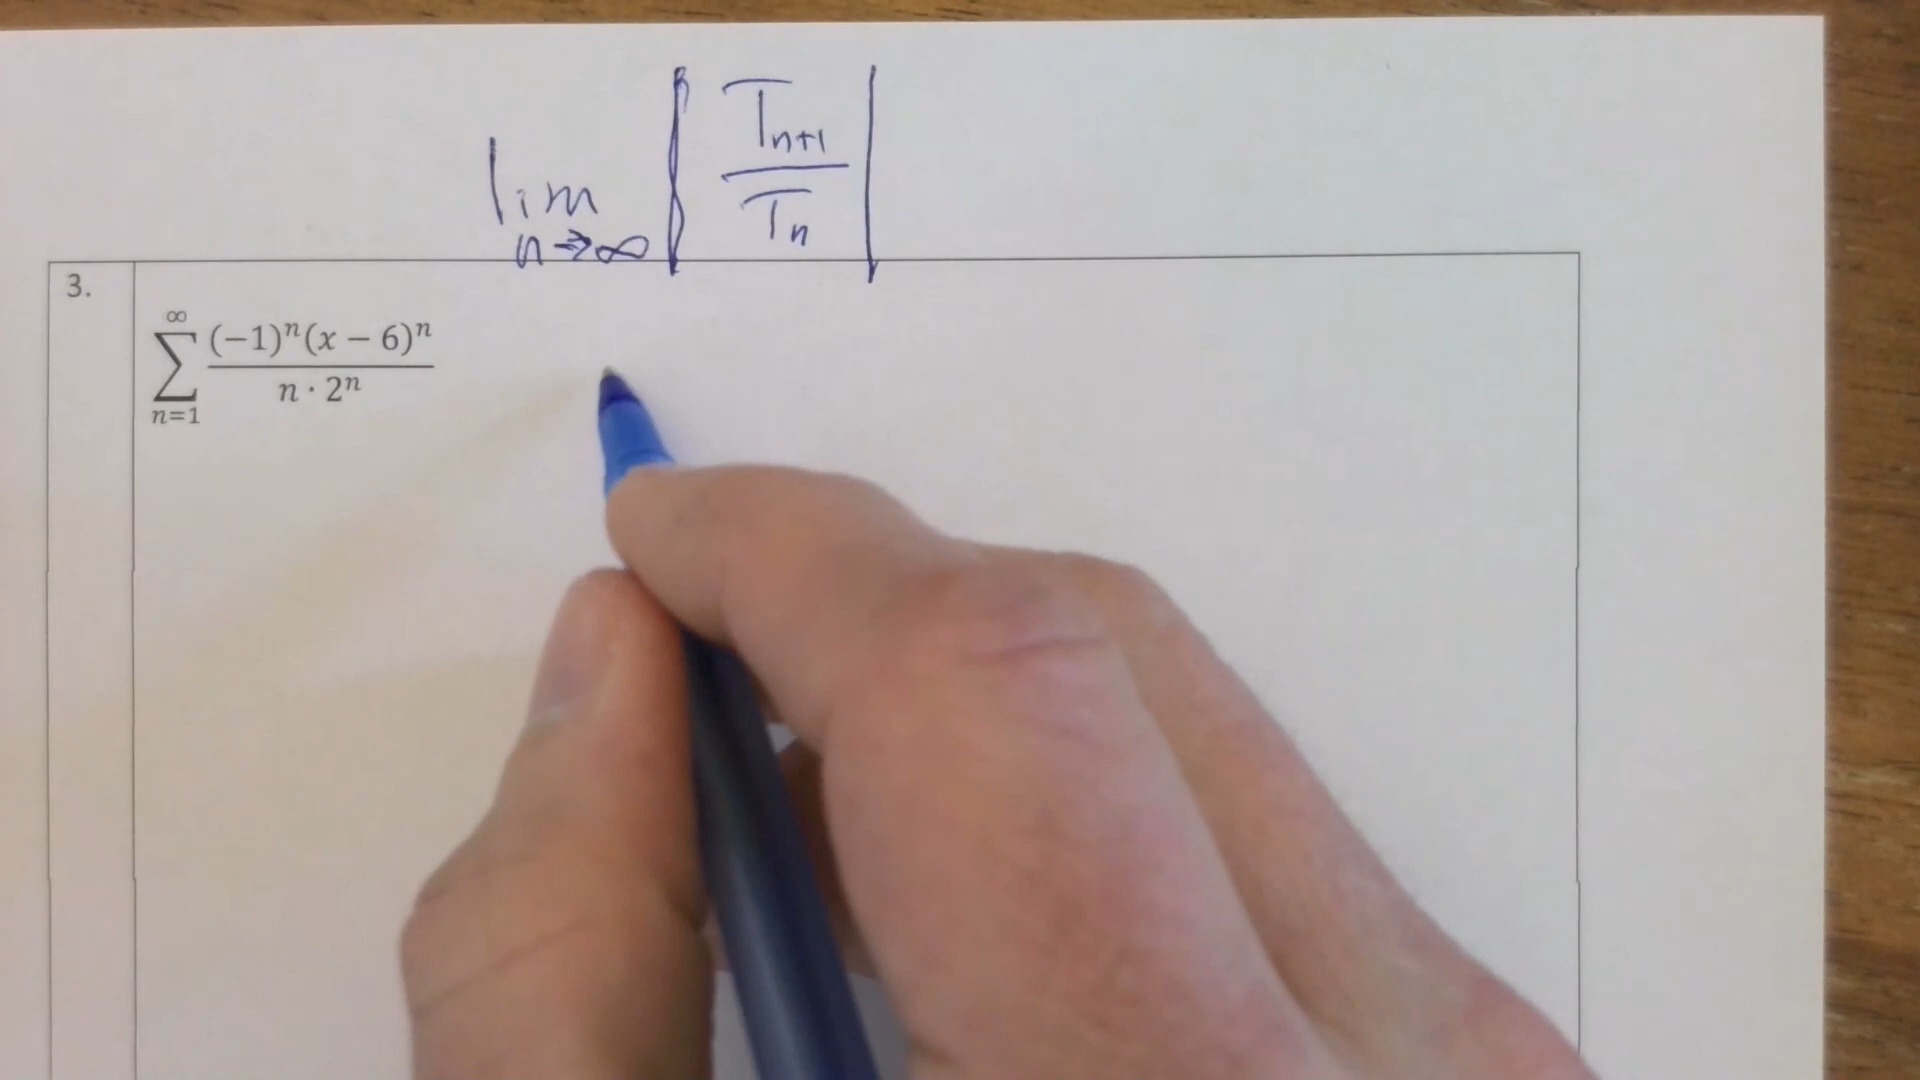 lim n→∞ | T_{n+1} / T_n |
3.
∑_{n=1}^{∞} (−1)^n (x − 6)^n / (n · 2^n)